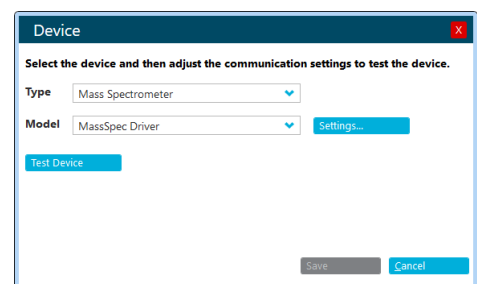 Device X
Select the device and then adjust the communication settings to test the device.
Type Mass Spectrometer
Model MassSpec Driver Settings...
Test Device
Save Cancel